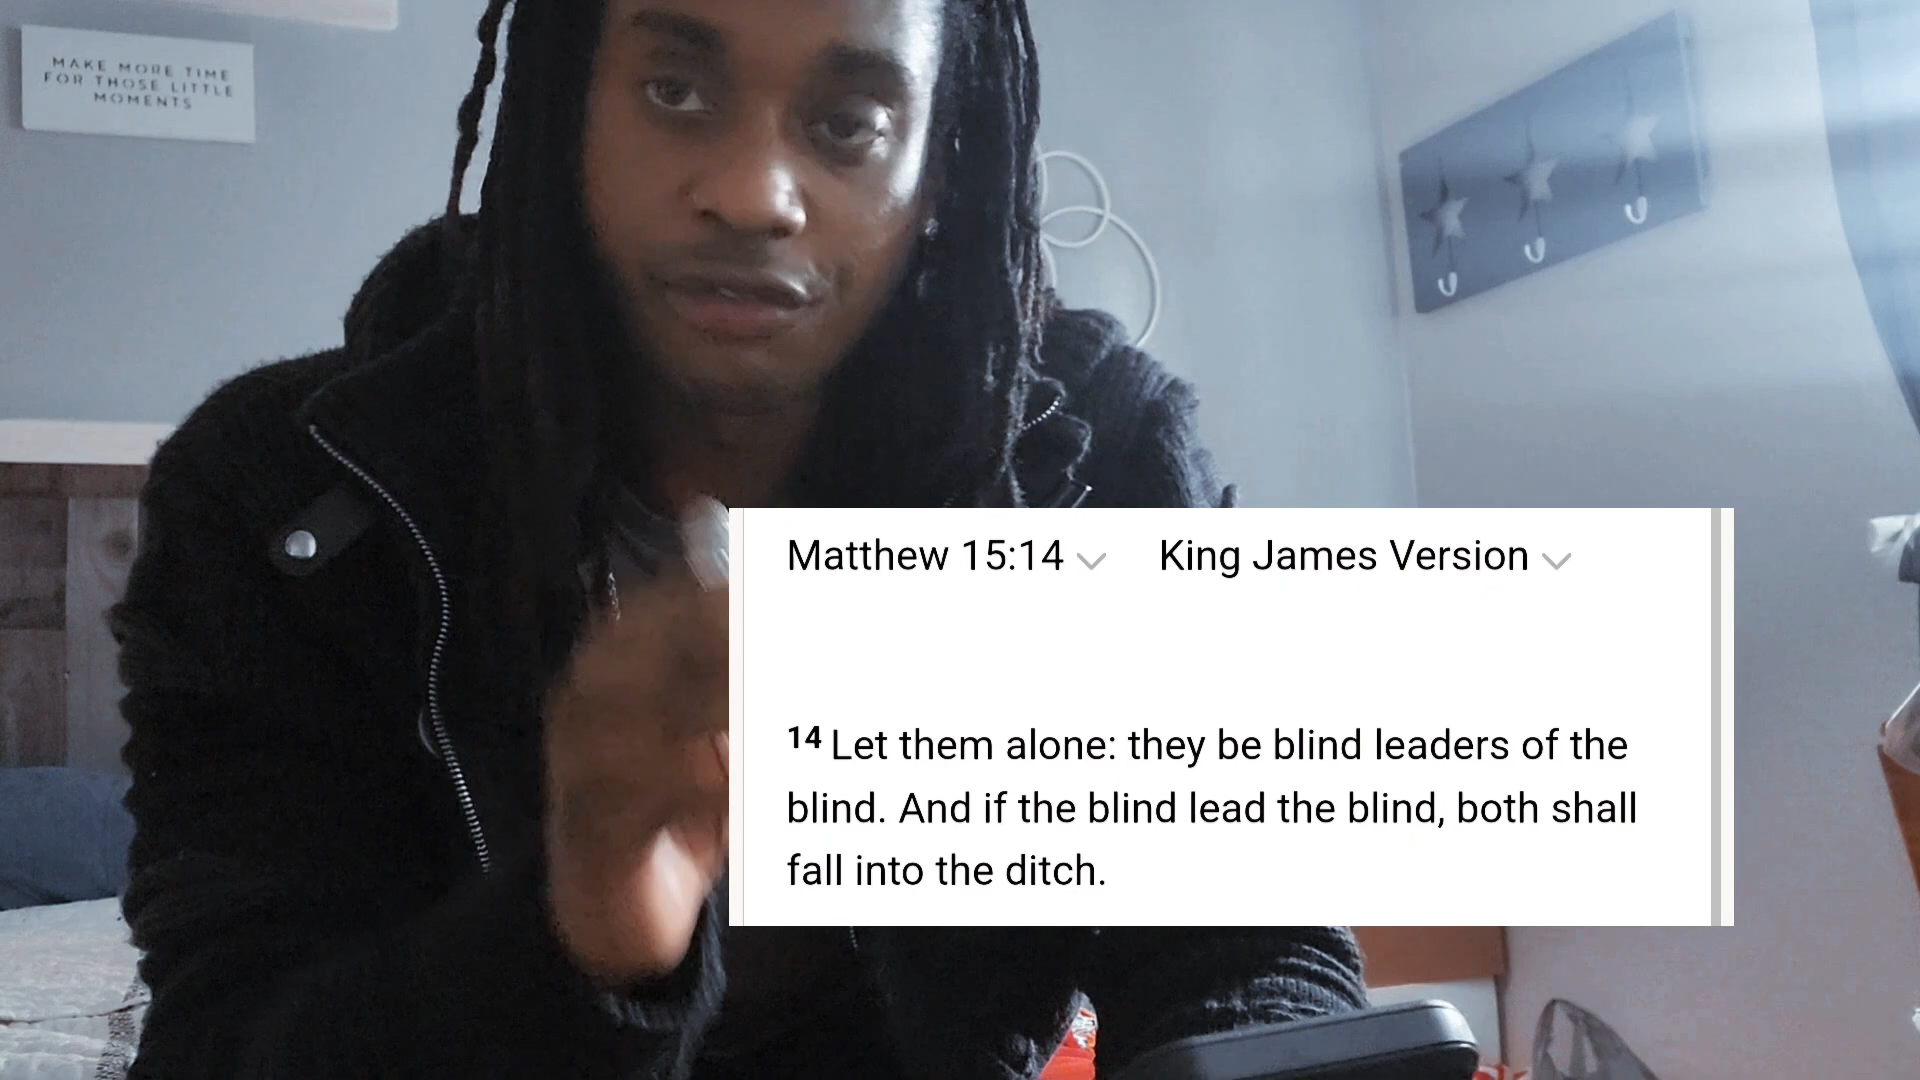 MAKE MORE TIME
FOR THOSE LITTLE
MOMENTS
Matthew 15:14 King James Version
14 Let them alone: they be blind leaders of the
blind. And if the blind lead the blind, both shall
fall into the ditch.